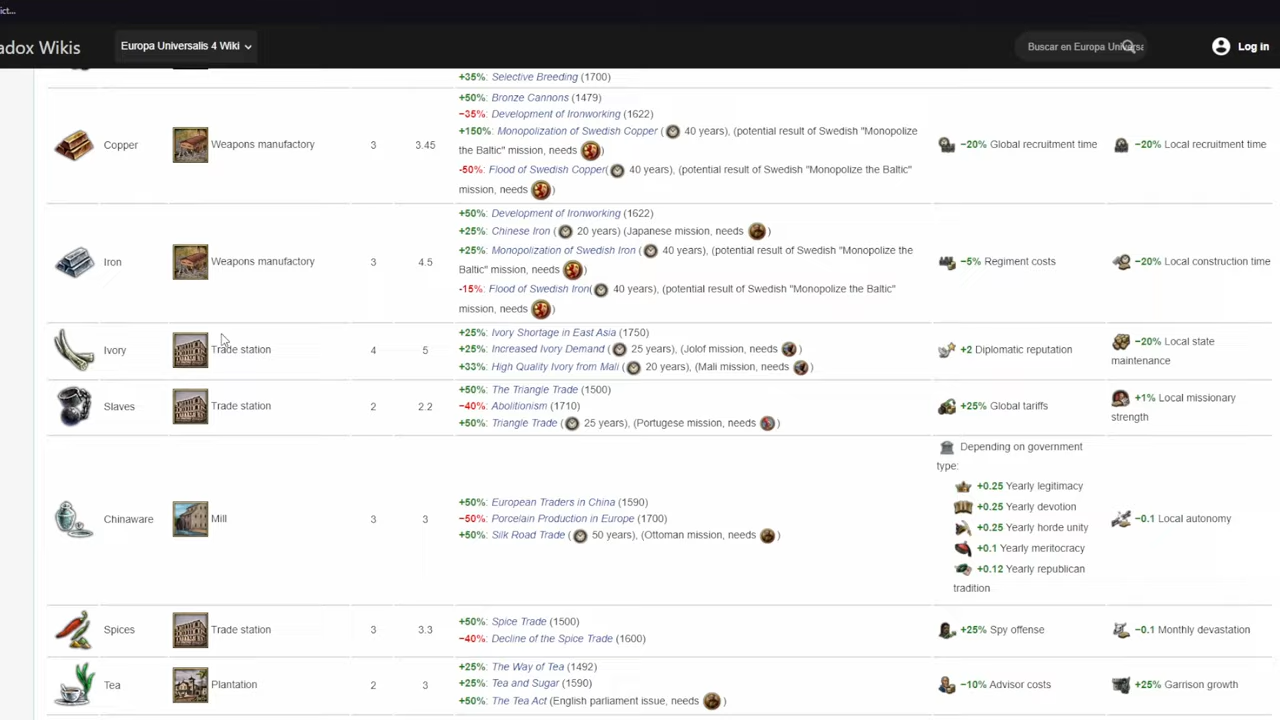 ict...
adox Wikis
Europa Universalis 4 Wiki
Buscar en Europa Universa
Log in
+35%: Selective Breeding (1700)
Copper
Weapons manufactory
3
3.45
+50%: Bronze Cannons (1479)
−35%: Development of Ironworking (1622)
+150%: Monopolization of Swedish Copper ( 40 years), (potential result of Swedish "Monopolize
the Baltic" mission, needs )
-50%: Flood of Swedish Copper( 40 years), (potential result of Swedish "Monopolize the Baltic"
mission, needs )
−20% Global recruitment time
−20% Local recruitment time
Iron
Weapons manufactory
3
4.5
+50%: Development of Ironworking (1622)
+25%: Chinese Iron ( 20 years) (Japanese mission, needs )
+25%: Monopolization of Swedish Iron ( 40 years), (potential result of Swedish "Monopolize the
Baltic" mission, needs )
-15%: Flood of Swedish Iron( 40 years), (potential result of Swedish "Monopolize the Baltic"
mission, needs )
−5% Regiment costs
−20% Local construction time
Ivory
Trade station
4
5
+25%: Ivory Shortage in East Asia (1750)
+25%: Increased Ivory Demand ( 25 years), (Jolof mission, needs )
+33%: High Quality Ivory from Mali ( 20 years), (Mali mission, needs )
+2 Diplomatic reputation
−20% Local state
maintenance
Slaves
Trade station
2
2.2
+50%: The Triangle Trade (1500)
−40%: Abolitionism (1710)
+50%: Triangle Trade ( 25 years), (Portugese mission, needs )
+25% Global tariffs
+1% Local missionary
strength
Chinaware
Mill
3
3
+50%: European Traders in China (1590)
−50%: Porcelain Production in Europe (1700)
+50%: Silk Road Trade ( 50 years), (Ottoman mission, needs )
Depending on government
type:
+0.25 Yearly legitimacy
+0.25 Yearly devotion
+0.25 Yearly horde unity
+0.1 Yearly meritocracy
+0.12 Yearly republican
tradition
−0.1 Local autonomy
Spices
Trade station
3
3.3
+50%: Spice Trade (1500)
−40%: Decline of the Spice Trade (1600)
+25% Spy offense
−0.1 Monthly devastation
Tea
Plantation
2
3
+25%: The Way of Tea (1492)
+25%: Tea and Sugar (1590)
+50%: The Tea Act (English parliament issue, needs )
−10% Advisor costs
+25% Garrison growth